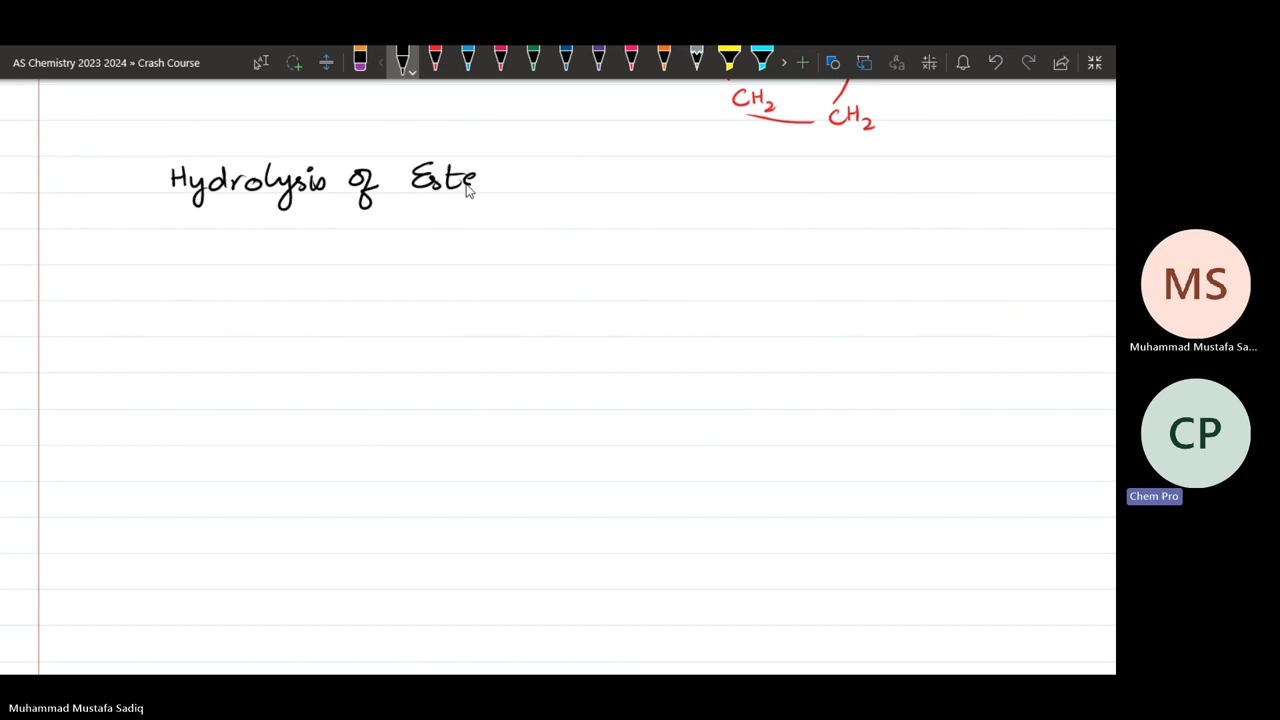 AS Chemistry 2023 2024 » Crash Course
CH2
CH2
Hydrolysis of Este
MS
Muhammad Mustafa Sa...
CP
Chem Pro
Muhammad Mustafa Sadiq